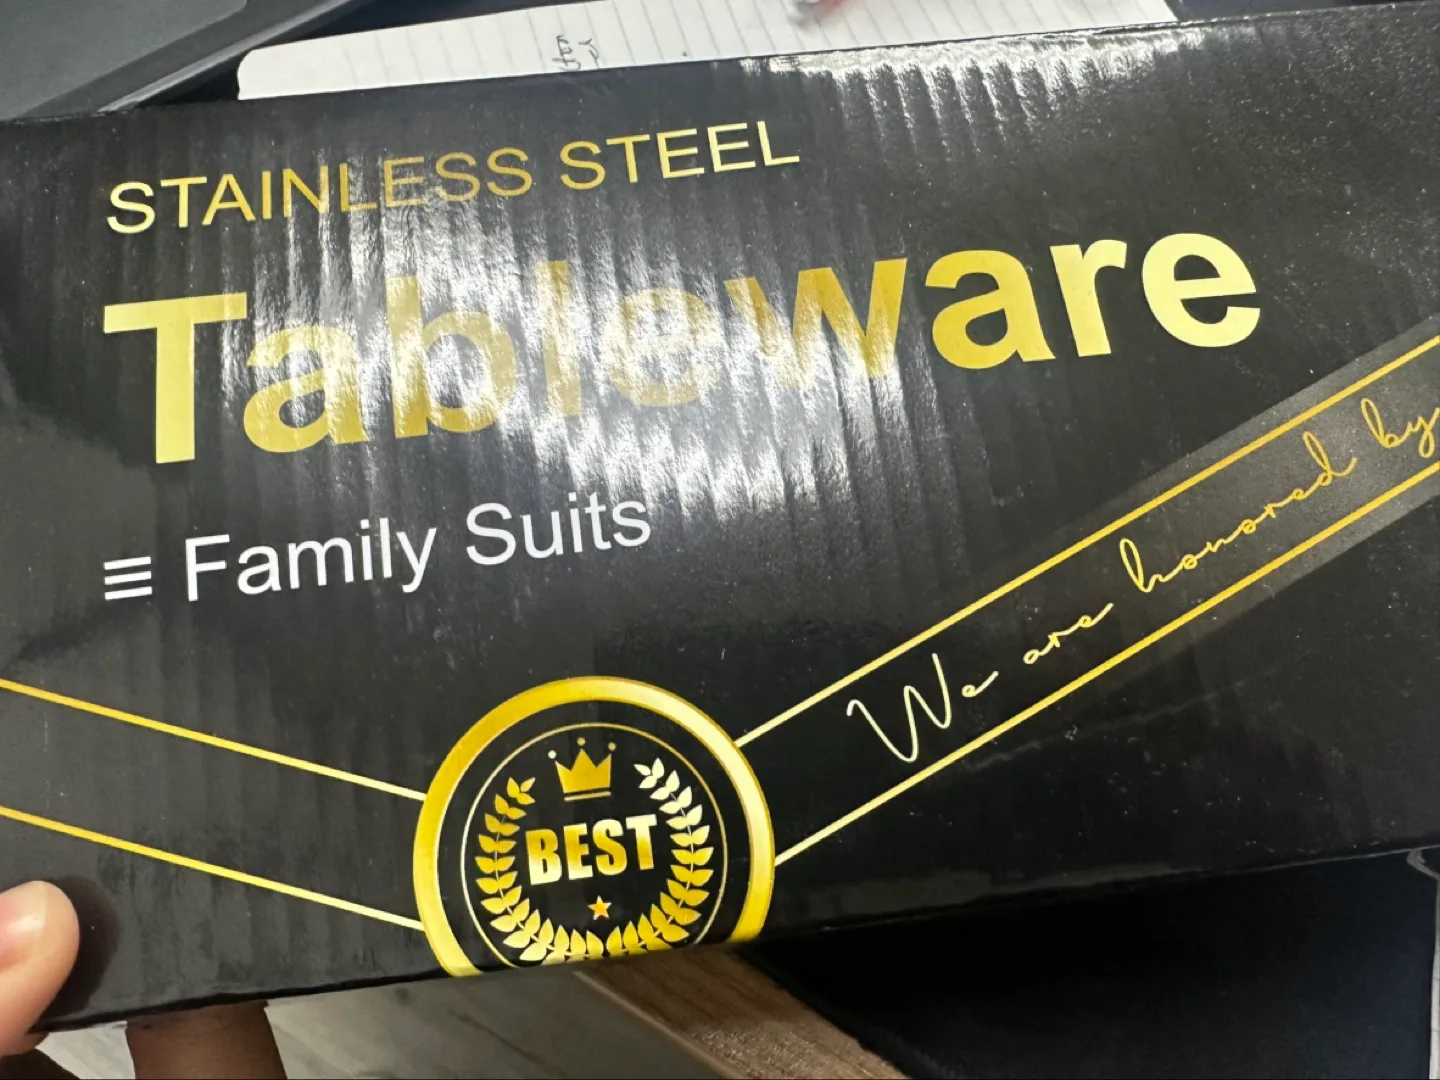 STAINLESS STEEL
Tableware
Family Suits
We are honored by
BEST